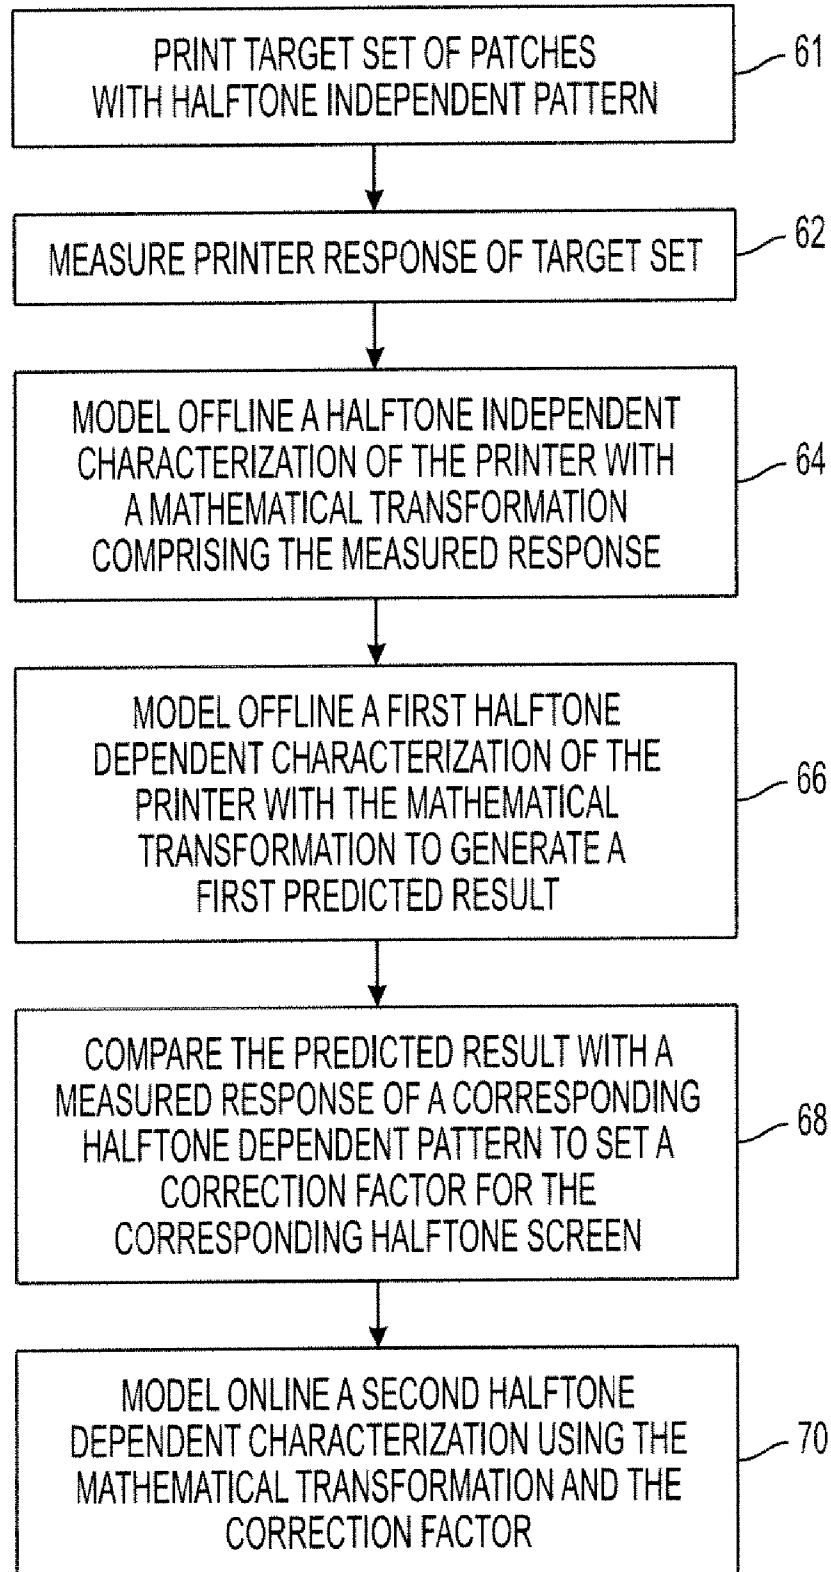 PRINT TARGET SET OF PATCHES
WITH HALFTONE INDEPENDENT PATTERN
61
MEASURE PRINTER RESPONSE OF TARGET SET
62
MODEL OFFLINE A HALFTONE INDEPENDENT
CHARACTERIZATION OF THE PRINTER WITH
A MATHEMATICAL TRANSFORMATION
COMPRISING THE MEASURED RESPONSE
64
MODEL OFFLINE A FIRST HALFTONE
DEPENDENT CHARACTERIZATION OF THE
PRINTER WITH THE MATHEMATICAL
TRANSFORMATION TO GENERATE A
FIRST PREDICTED RESULT
66
COMPARE THE PREDICTED RESULT WITH A
MEASURED RESPONSE OF A CORRESPONDING
HALFTONE DEPENDENT PATTERN TO SET A
CORRECTION FACTOR FOR THE
CORRESPONDING HALFTONE SCREEN
68
MODEL ONLINE A SECOND HALFTONE
DEPENDENT CHARACTERIZATION USING THE
MATHEMATICAL TRANSFORMATION AND THE
CORRECTION FACTOR
70